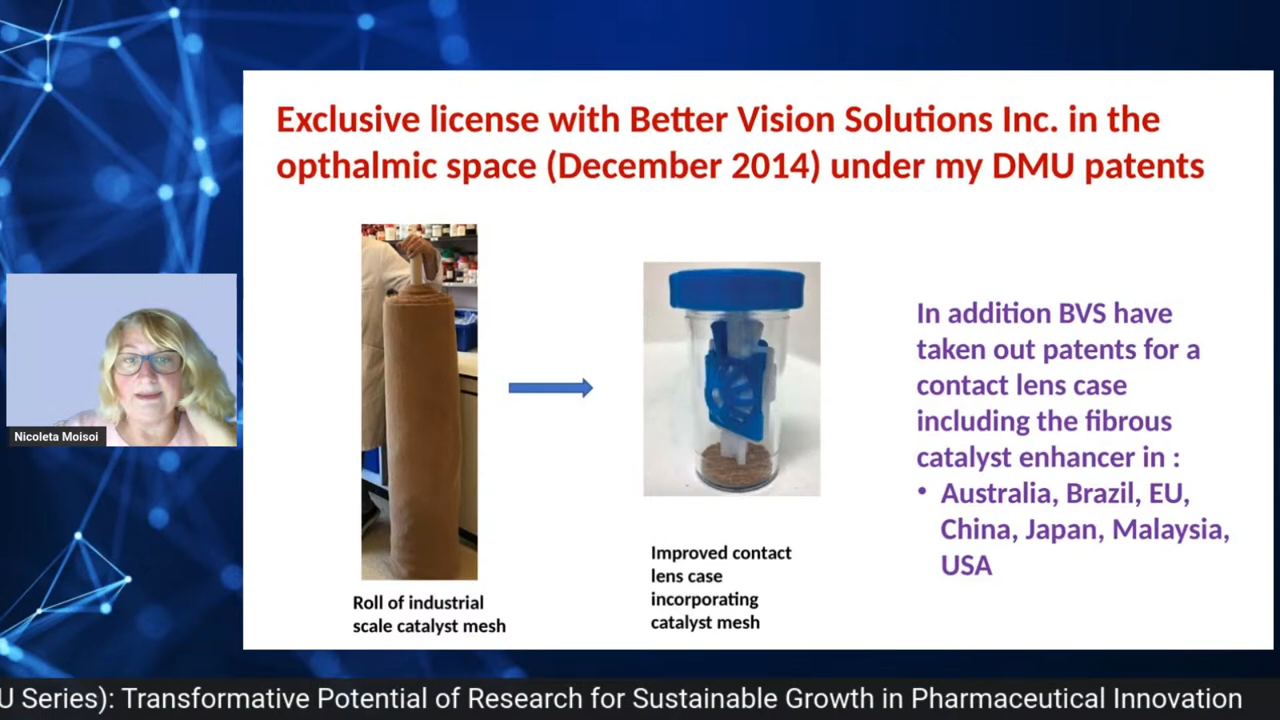 Exclusive license with Better Vision Solutions Inc. in the
opthalmic space (December 2014) under my DMU patents
In addition BVS have
taken out patents for a
contact lens case
including the fibrous
catalyst enhancer in :
• Australia, Brazil, EU,
China, Japan, Malaysia,
USA
Improved contact
lens case
incorporating
catalyst mesh
Roll of industrial
scale catalyst mesh
Nicoleta Moisoi
U Series): Transformative Potential of Research for Sustainable Growth in Pharmaceutical Innovation